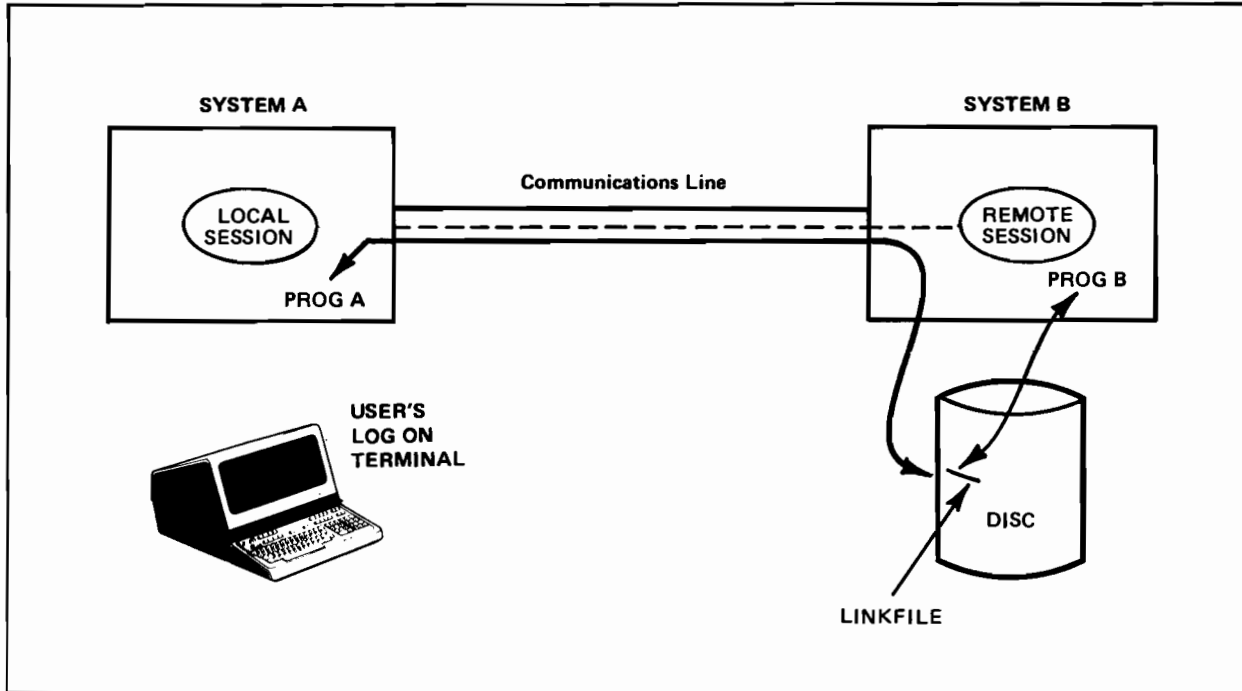 SYSTEM A
SYSTEM B
Communications Line
LOCAL
SESSION
REMOTE
SESSION
PROG A
PROG B
USER'S
LOG ON
TERMINAL
DISC
LINKFILE